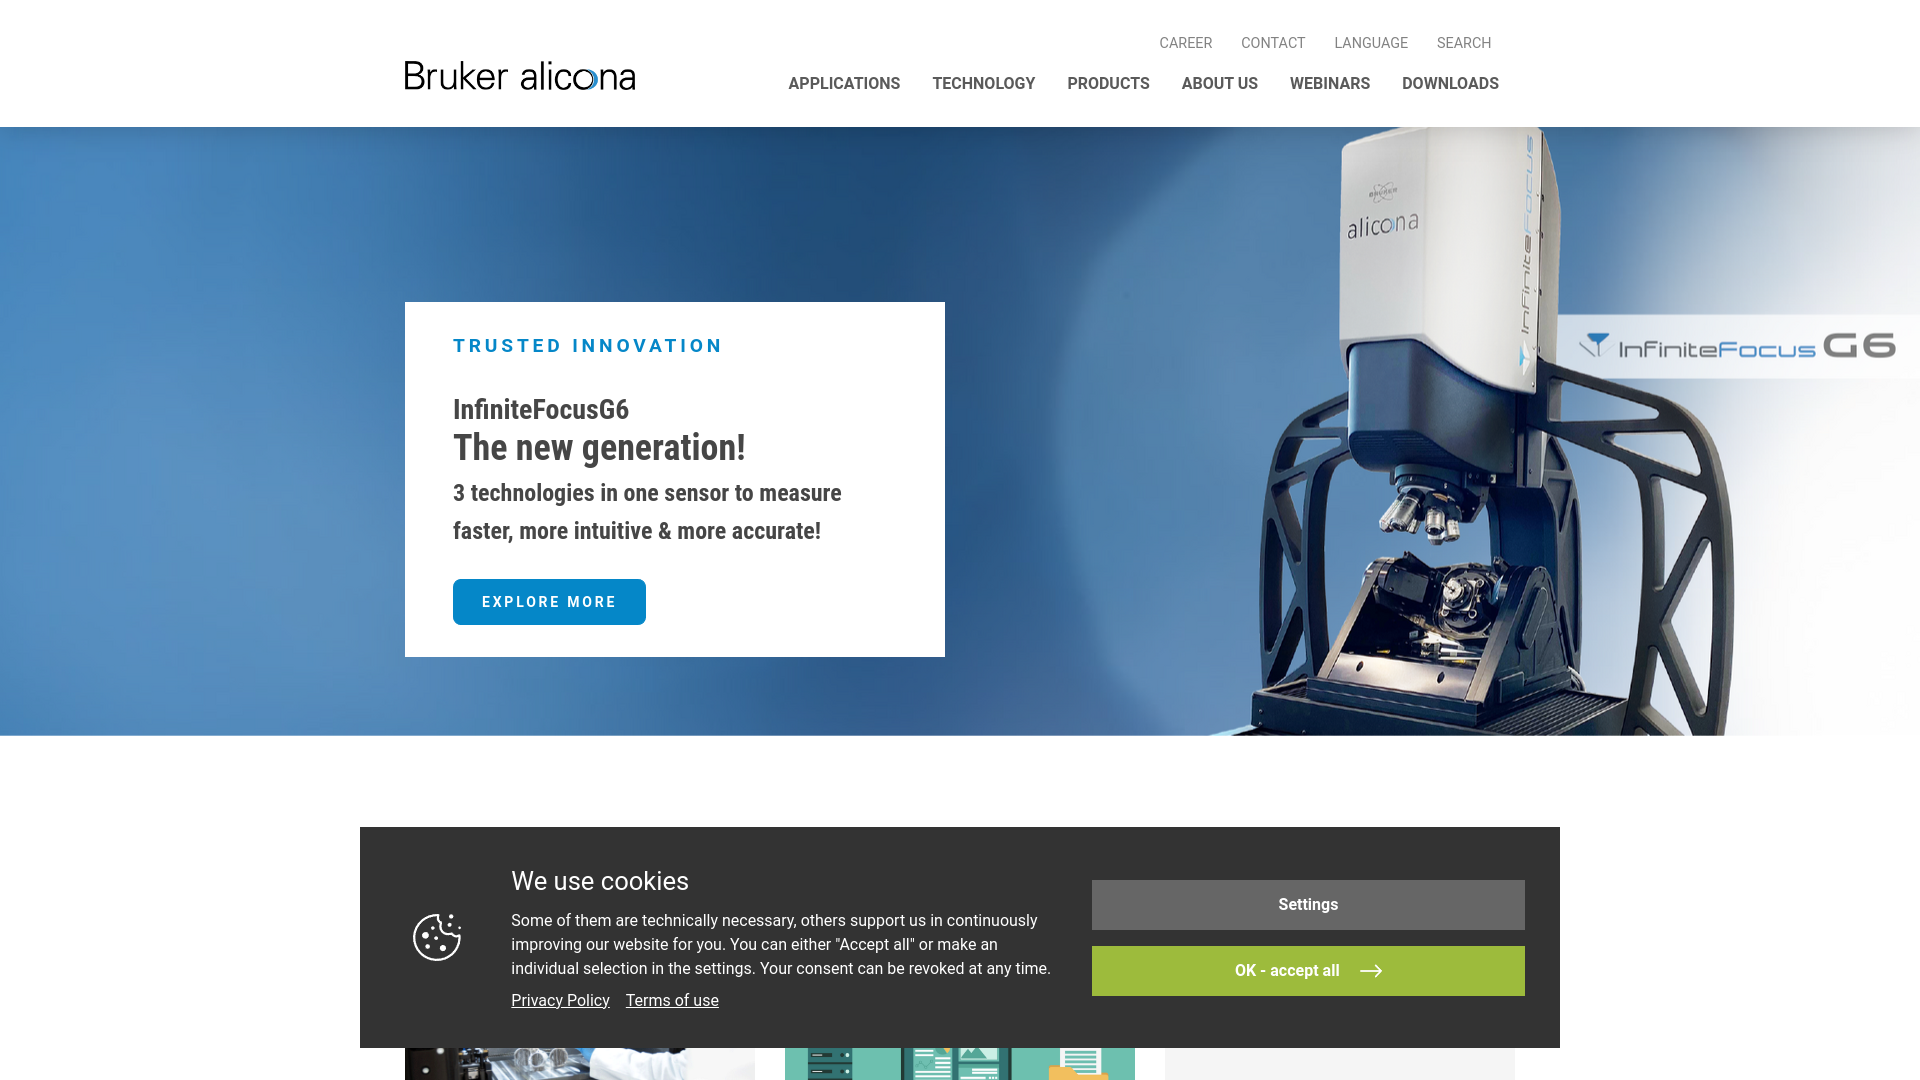 CAREER CONTACT LANGUAGE SEARCH
Bruker alicona
APPLICATIONS TECHNOLOGY PRODUCTS ABOUT US WEBINARS DOWNLOADS
BRUKER
alicona
InfiniteFocus
InfiniteFocus G6
TRUSTED INNOVATION
InfiniteFocusG6
The new generation!
3 technologies in one sensor to measure
faster, more intuitive & more accurate!
EXPLORE MORE
We use cookies
Some of them are technically necessary, others support us in continuously
improving our website for you. You can either "Accept all" or make an
individual selection in the settings. Your consent can be revoked at any time.
Privacy Policy Terms of use
Settings
OK - accept all